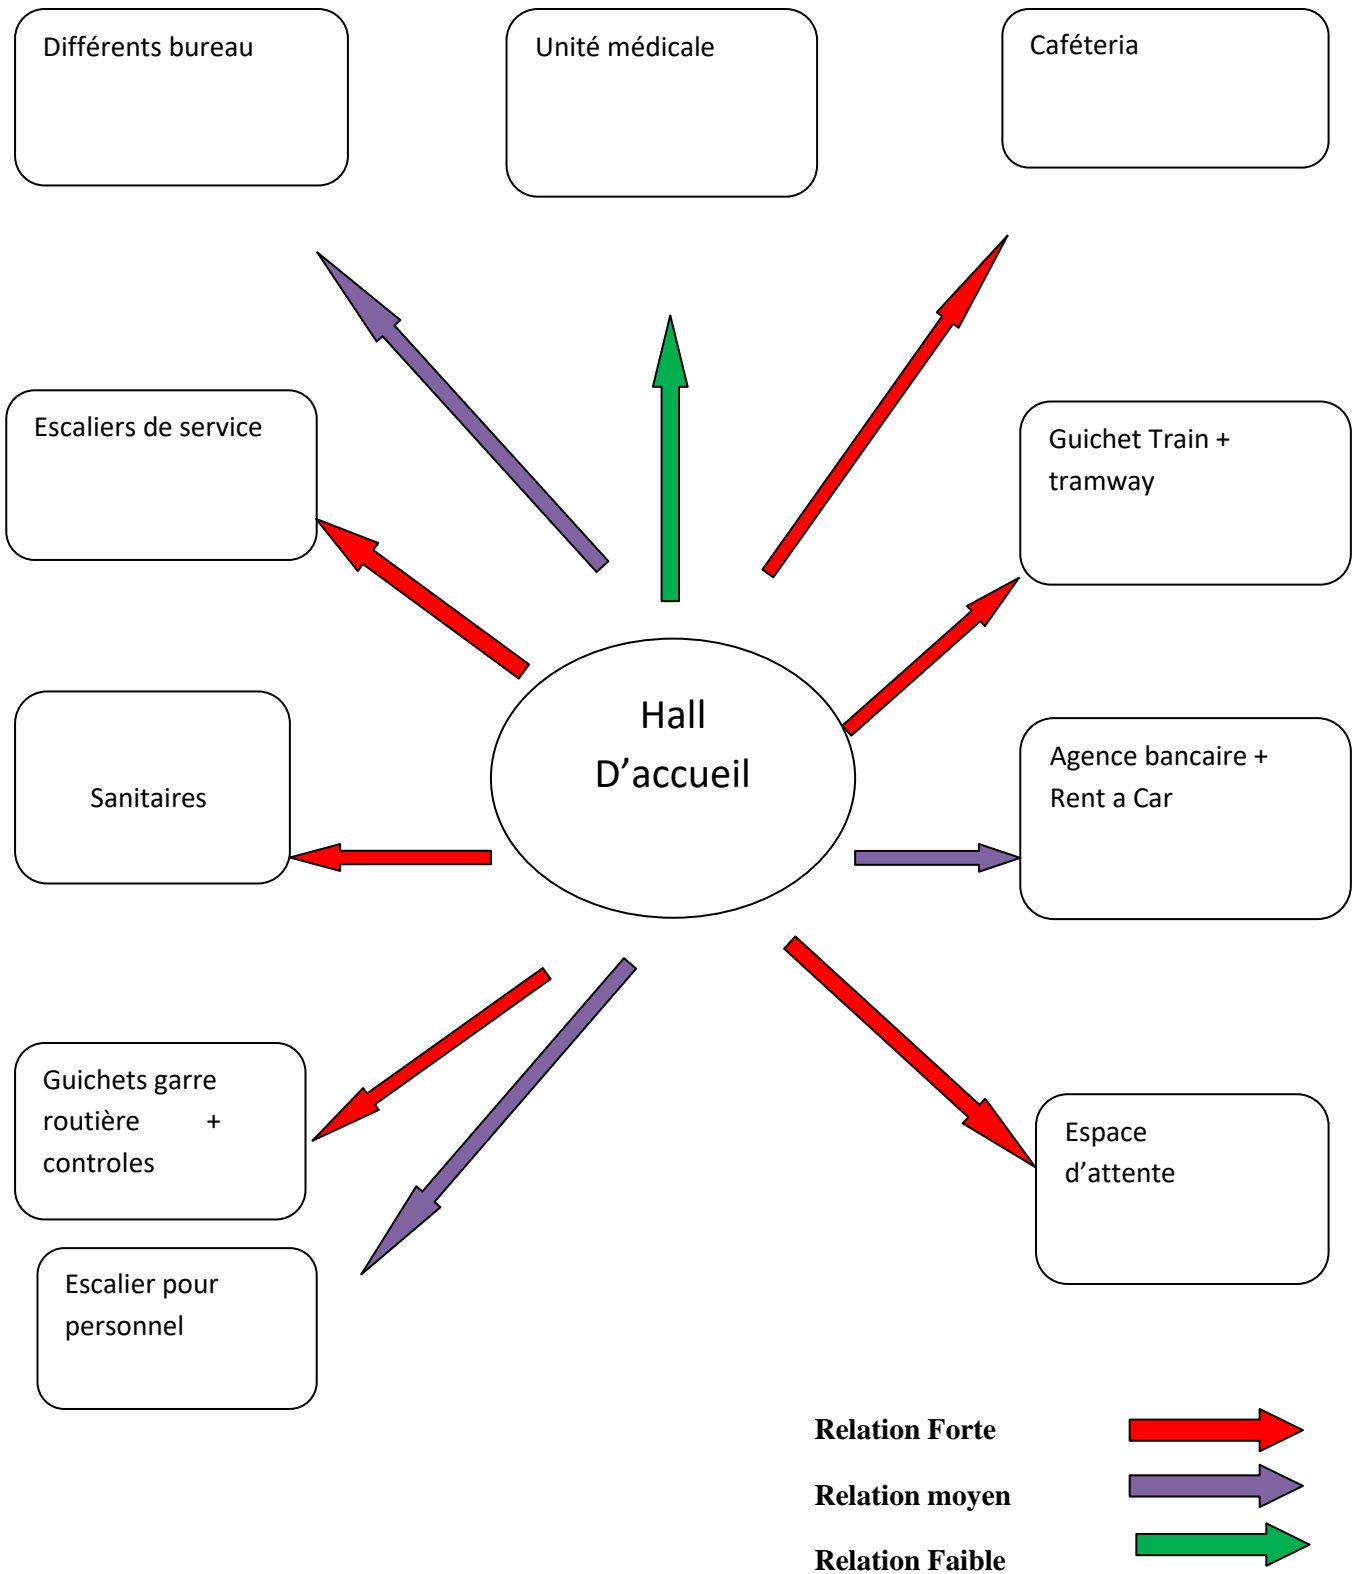 Différents bureau
Unité médicale
Caféteria
Escaliers de service
Guichet Train +
tramway
Hall
D’accueil
Sanitaires
Agence bancaire +
Rent a Car
Guichets garre
routière +
controles
Espace
d’attente
Escalier pour
personnel
Relation Forte
Relation moyen
Relation Faible